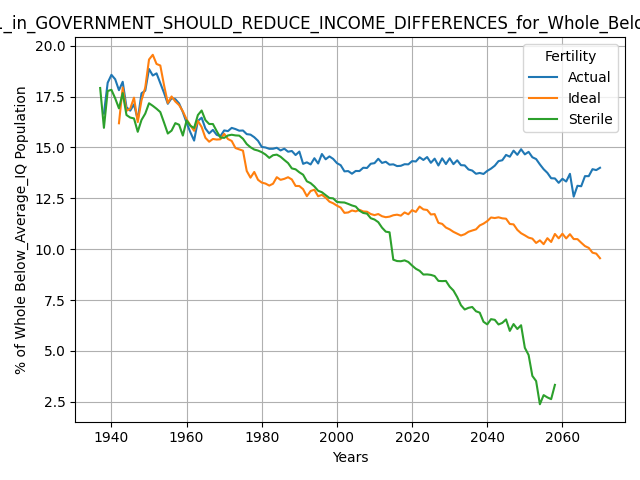 _in_GOVERNMENT_SHOULD_REDUCE_INCOME_DIFFERENCES_for_Whole_Belo
Fertility
Actual
Ideal
Sterile
% of Whole Below_Average_IQ Population
20.0
17.5
15.0
12.5
10.0
7.5
5.0
2.5
1940
1960
1980
2000
2020
2040
2060
Years